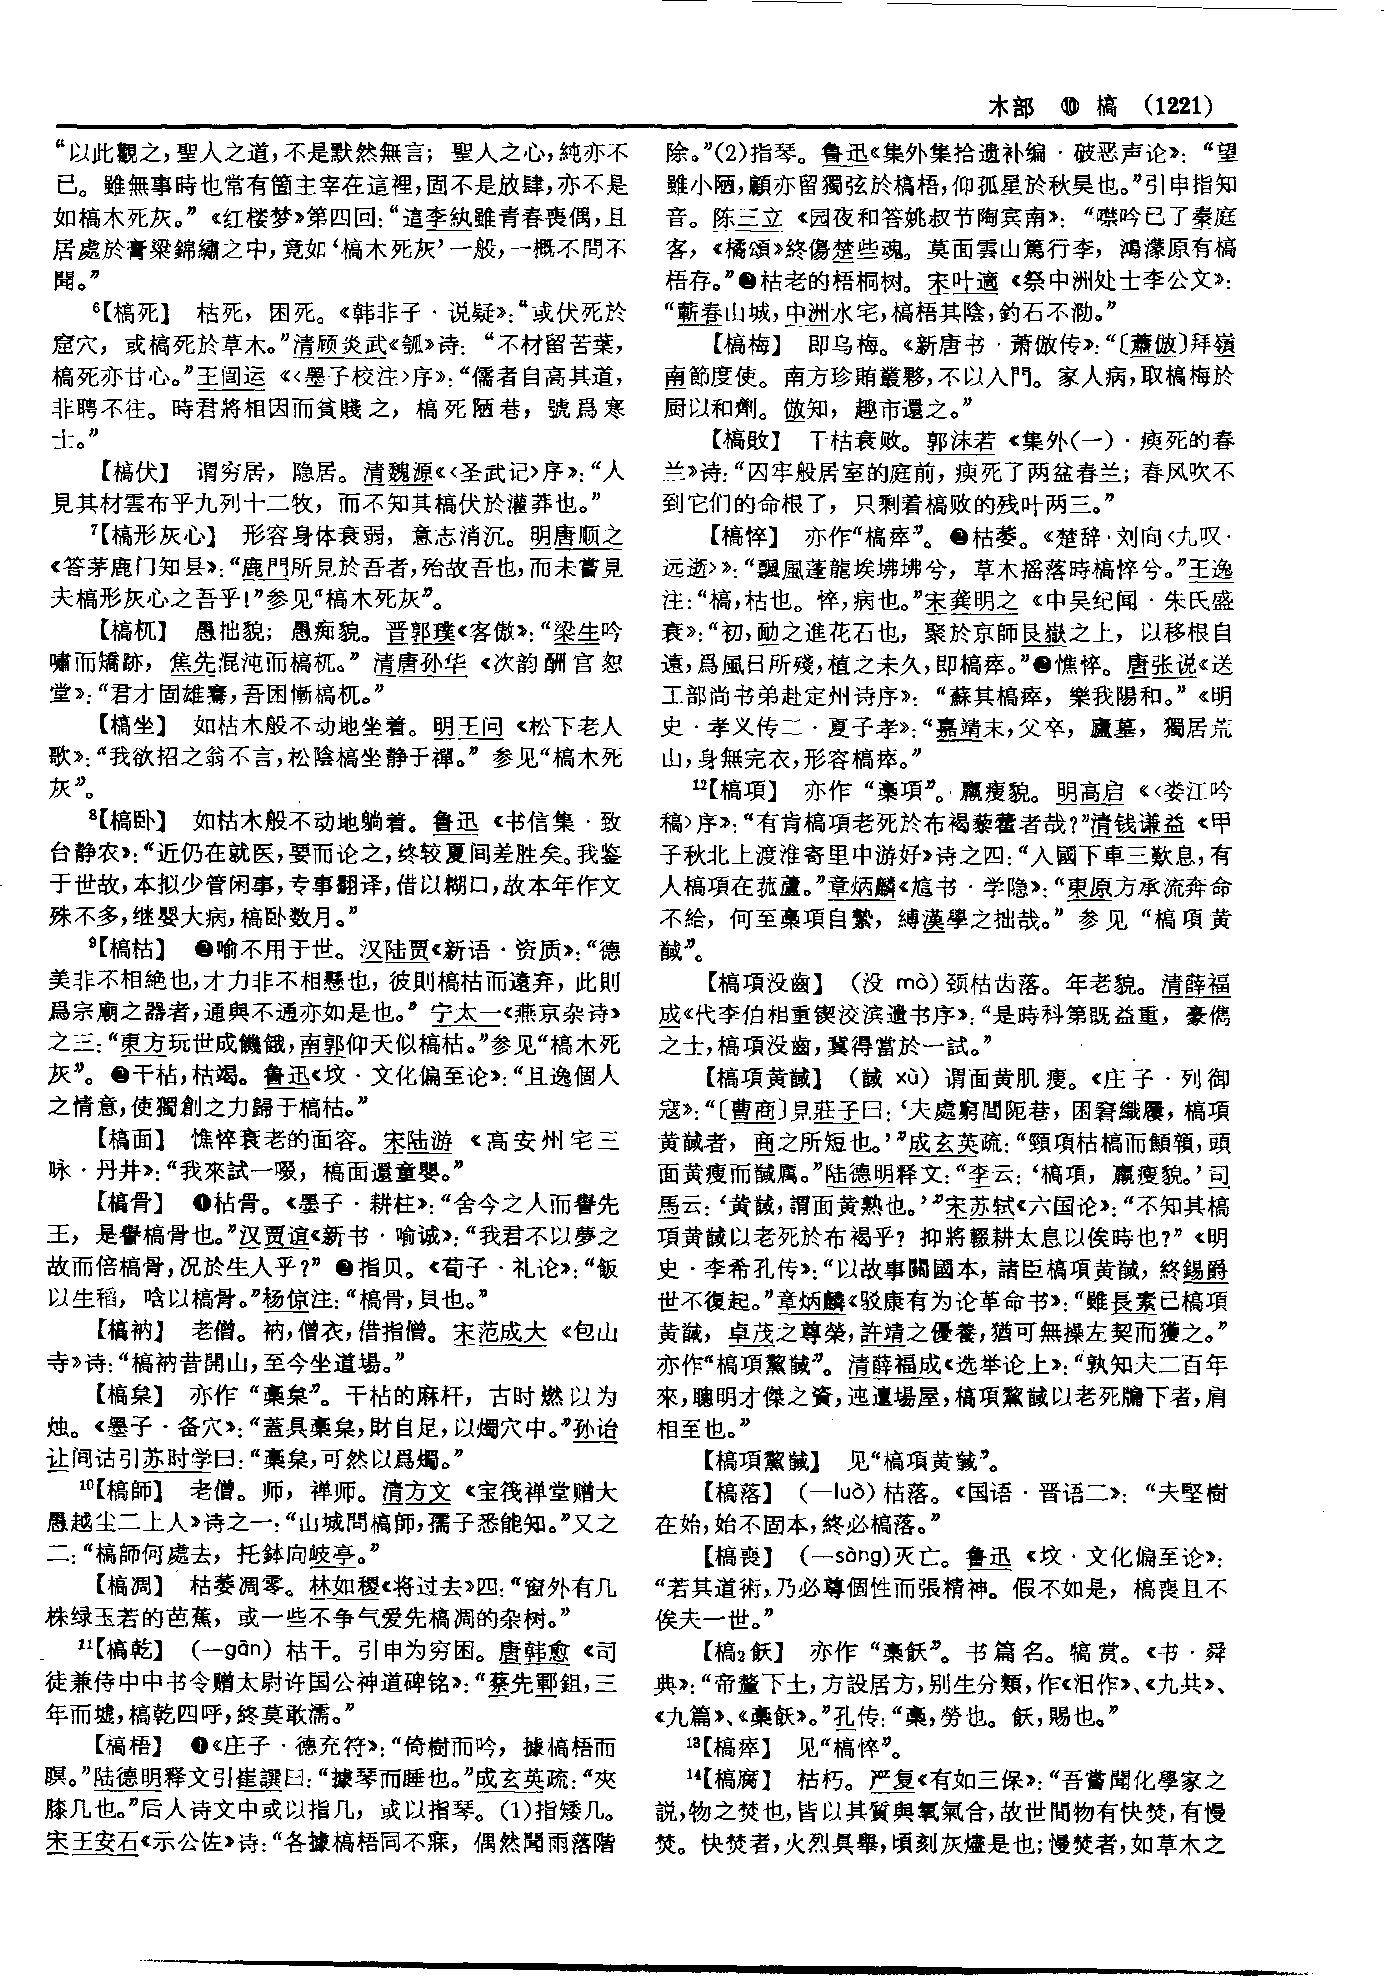 木部 ⑩ 槁 (1221)
“以此觀之，聖人之道，不是默然無言；聖人之心，純亦不
已。雖無事時也常有箇主宰在這裡，固不是放肆，亦不是
如槁木死灰。”《红楼梦》第四回：“這李紈雖青春喪偶，且
居處於膏粱錦繡之中，竟如‘槁木死灰’一般，一概不問不
聞。”
⁶【槁死】 枯死，困死。《韩非子·说疑》：“或伏死於
窟穴，或槁死於草木。”清顾炎武《瓠》诗：“不材留苦葉，
槁死亦甘心。”王闿运《〈墨子校注〉序》：“儒者自高其道，
非聘不往。時君將相因而貧賤之，槁死陋巷，號爲寒
士。”
【槁伏】 谓穷居，隐居。清魏源《〈圣武记〉序》：“人
見其材雲布乎九列十二牧，而不知其槁伏於灌莽也。”
⁷【槁形灰心】 形容身体衰弱，意志消沉。明唐顺之
《答茅鹿门知县》：“鹿門所見於吾者，殆故吾也，而未嘗見
夫槁形灰心之吾乎！”参见“槁木死灰”。
【槁杌】 愚拙貌；愚痴貌。晋郭璞《客傲》：“梁生吟
嘯而矯跡，焦先混沌而槁杌。”清唐孙华《次韵酬宫恕
堂》：“君才固雄騫，吾困慚槁杌。”
【槁坐】 如枯木般不动地坐着。明王问《松下老人
歌》：“我欲招之翁不言，松陰槁坐静于禪。”参见“槁木死
灰”。
⁸【槁卧】 如枯木般不动地躺着。鲁迅《书信集·致
台静农》：“近仍在就医，要而论之，终较夏间差胜矣。我鉴
于世故，本拟少管闲事，专事翻译，借以糊口，故本年作文
殊不多，继婴大病，槁卧数月。”
⁹【槁枯】 ❶喻不用于世。汉陆贾《新语·资质》：“德
美非不相絶也，才力非不相懸也，彼則槁枯而遠弃，此則
爲宗廟之器者，通與不通亦如是也。”宁太一《燕京杂诗》
之三：“東方玩世成饑餓，南郭仰天似槁枯。”参见“槁木死
灰”。❷干枯，枯竭。鲁迅《坟·文化偏至论》：“且逸個人
之情意，使獨創之力歸于槁枯。”
【槁面】 憔悴衰老的面容。宋陆游《高安州宅三
咏·丹井》：“我來試一啜，槁面還童嬰。”
【槁骨】 ❶枯骨。《墨子·耕柱》：“舍今之人而譽先
王，是譽槁骨也。”汉贾谊《新书·喻诚》：“我君不以夢之
故而倍槁骨，况於生人乎？”❷指贝。《荀子·礼论》：“飯
以生稻，唅以槁骨。”杨倞注：“槁骨，貝也。”
【槁衲】 老僧。衲，僧衣，借指僧。宋范成大《包山
寺》诗：“槁衲昔開山，至今坐道場。”
【槁枲】 亦作“藁枲”。干枯的麻秆，古时燃以为
烛。《墨子·备穴》：“蓋具藁枲，財自足，以燭穴中。”孙诒
让间诂引苏时学曰：“藁枲，可然以爲燭。”
¹⁰【槁師】 老僧。师，禅师。清方文《宝筏禅堂赠大
愚越尘二上人》诗之一：“山城問槁師，孺子悉能知。”又之
二：“槁師何處去，托鉢向岐亭。”
【槁凋】 枯萎凋零。林如稷《将过去》四：“窗外有几
株绿玉若的芭蕉，或一些不争气爱先槁凋的杂树。”
¹¹【槁乾】 (—gān) 枯干。引申为穷困。唐韩愈《司
徒兼侍中中书令赠太尉许国公神道碑铭》：“蔡先鄆鉏，三
年而墟，槁乾四呼，終莫敢濡。”
【槁梧】 ❶《庄子·德充符》：“倚樹而吟，據槁梧而
瞑。”陆德明释文引崔譔曰：“據琴而睡也。”成玄英疏：“夾
膝几也。”后人诗文中或以指几，或以指琴。(1)指矮几。
宋王安石《示公佐》诗：“各據槁梧同不寐，偶然聞雨落階
除。”(2)指琴。鲁迅《集外集拾遗补编·破恶声论》：“望
雖小陋，顧亦留獨弦於槁梧，仰孤星於秋昊也。”引申指知
音。陈三立《园夜和答姚叔节陶宾南》：“噤吟已了秦庭
客，《橘頌》終傷楚些魂。莫面雲山篤行李，鴻濛原有槁
梧存。”❷枯老的梧桐树。宋叶適《祭中洲处士李公文》：
“蘄春山城，中洲水宅，槁梧其陰，釣石不泐。”
【槁梅】 即乌梅。《新唐书·萧倣传》：“〔蕭倣〕拜嶺
南節度使。南方珍賄叢夥，不以入門。家人病，取槁梅於
厨以和劑。倣知，趣市還之。”
【槁敗】 干枯衰败。郭沫若《集外(一)·瘐死的春
兰》诗：“囚牢般居室的庭前，瘐死了两盆春兰；春风吹不
到它们的命根了，只剩着槁败的残叶两三。”
【槁悴】 亦作“槁瘁”。❶枯萎。《楚辞·刘向〈九叹·
远逝〉》：“飄風蓬龍埃坲坲兮，草木摇落時槁悴兮。”王逸
注：“槁，枯也。悴，病也。”宋龚明之《中吴纪闻·朱氏盛
衰》：“初，勔之進花石也，聚於京師艮嶽之上，以移根自
遠，爲風日所殘，植之未久，即槁瘁。”❷憔悴。唐张说《送
工部尚书弟赴定州诗序》：“蘇其槁瘁，樂我陽和。”《明
史·孝义传二·夏子孝》：“嘉靖末，父卒，廬墓，獨居荒
山，身無完衣，形容槁瘁。”
¹²【槁項】 亦作“藁項”。羸瘦貌。明高启《〈娄江吟
稿〉序》：“有肯槁項老死於布褐藜藿者哉？”清钱谦益《甲
子秋北上渡淮寄里中游好》诗之四：“入國下車三歎息，有
人槁項在菰蘆。”章炳麟《訄书·学隐》：“東原方承流奔命
不給，何至藁項自縶，縛漢學之拙哉。”参见“槁項黄
馘”。
【槁項没齒】 (没 mò) 颈枯齿落。年老貌。清薛福
成《代李伯相重锲洨滨遗书序》：“是時科第既益重，豪儁
之士，槁項没齒，冀得當於一試。”
【槁項黄馘】 (馘 xù) 谓面黄肌瘦。《庄子·列御
寇》：“〔曹商〕見莊子曰：‘夫處窮閭阨巷，困窘織屨，槁項
黄馘者，商之所短也。’”成玄英疏：“頸項枯槁而顦顇，頭
面黄瘦而馘厲。”陆德明释文：“李云：‘槁項，羸瘦貌。’司
馬云：‘黄馘，謂面黄熟也。’”宋苏轼《六国论》：“不知其槁
項黄馘以老死於布褐乎？抑將輟耕太息以俟時也？”《明
史·李希孔传》：“以故事關國本，諸臣槁項黄馘，終錫爵
世不復起。”章炳麟《驳康有为论革命书》：“雖長素已槁項
黄馘，卓茂之尊榮，許靖之優養，猶可無操左契而獲之。”
亦作“槁項黧馘”。清薛福成《选举论上》：“孰知夫二百年
來，聰明才傑之資，迍邅場屋，槁項黧馘以老死牖下者，肩
相至也。”
【槁項黧馘】 见“槁項黄馘”。
【槁落】 (—luò) 枯落。《国语·晋语二》：“夫堅樹
在始，始不固本，終必槁落。”
【槁喪】 (—sàng)灭亡。鲁迅《坟·文化偏至论》：
“若其道術，乃必尊個性而張精神。假不如是，槁喪且不
俟夫一世。”
【槁₂飫】 亦作“藁飫”。书篇名。犒赏。《书·舜
典》：“帝釐下土，方設居方，别生分類，作《汨作》、《九共》、
《九篇》、《藁飫》。”孔传：“藁，勞也。飫，賜也。”
¹³【槁瘁】 见“槁悴”。
¹⁴【槁腐】 枯朽。严复《有如三保》：“吾嘗聞化學家之
説，物之焚也，皆以其質與氧氣合，故世間物有快焚，有慢
焚。快焚者，火烈具舉，頃刻灰燼是也；慢焚者，如草木之